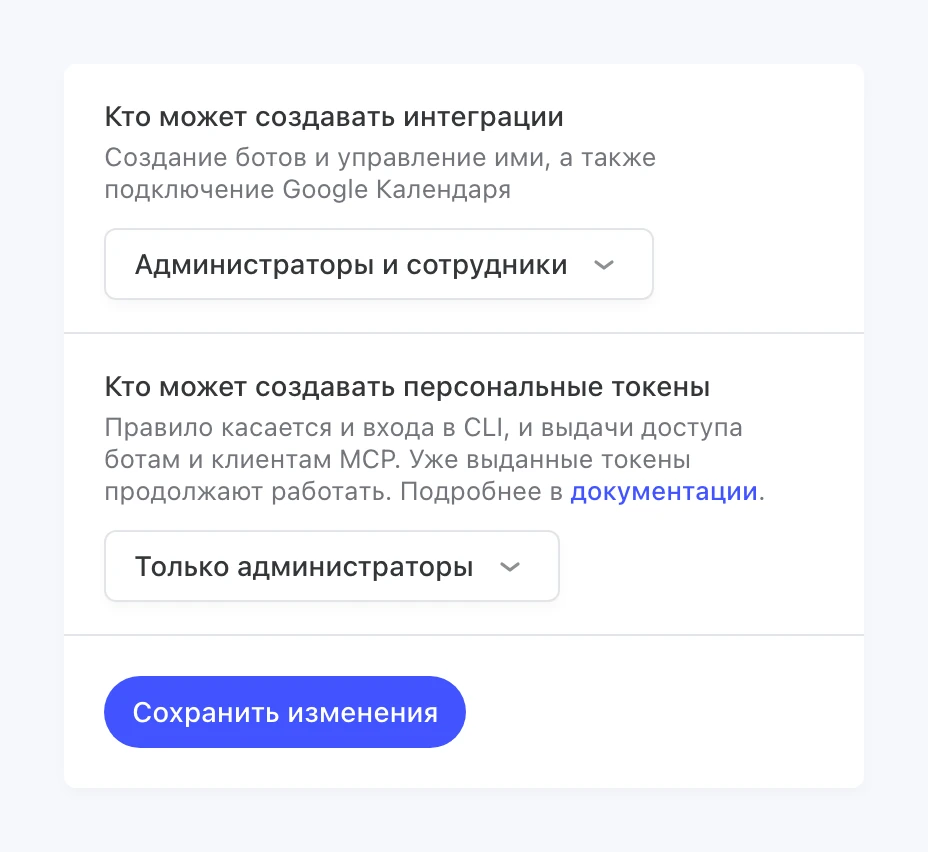 Кто может создавать интеграции
Создание ботов и управление ими, а также
подключение Google Календаря
Администраторы и сотрудники
Кто может создавать персональные токены
Правило касается и входа в CLI, и выдачи доступа
ботам и клиентам MCP. Уже выданные токены
продолжают работать. Подробнее в документации.
Только администраторы
Сохранить изменения